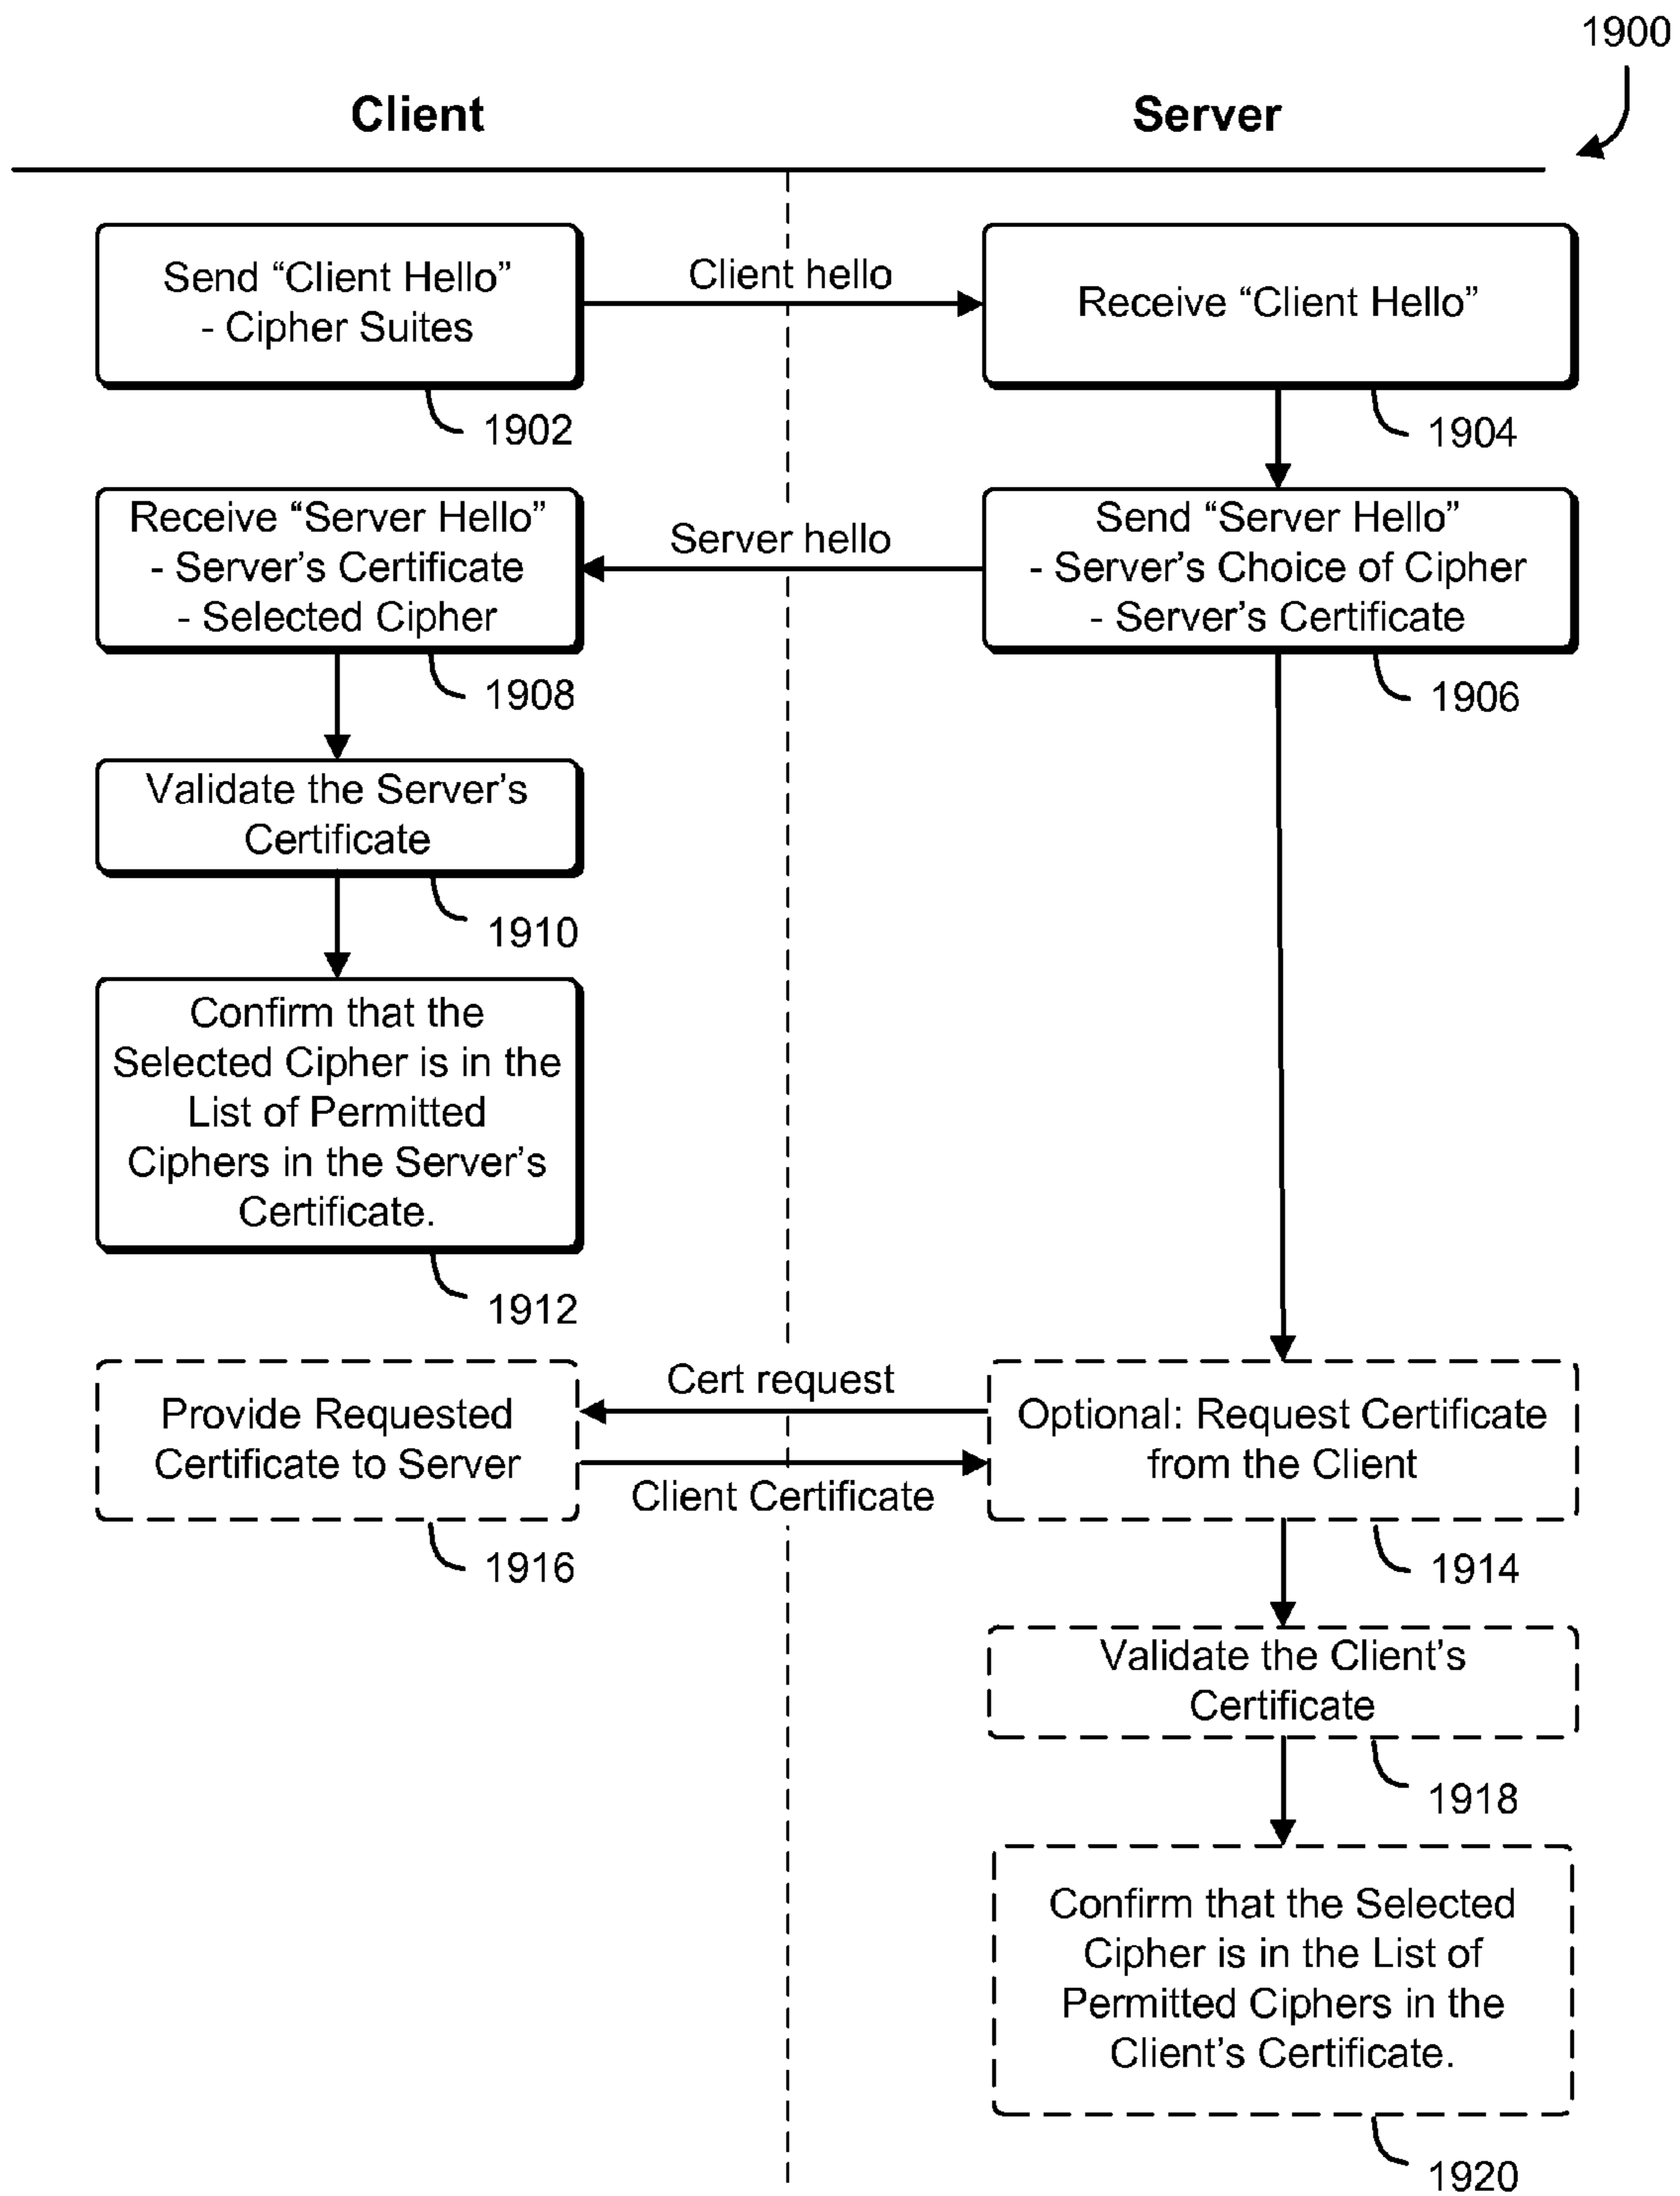 1900
Client
Server
Send “Client Hello”
- Cipher Suites
1902
Client hello
Receive “Client Hello”
1904
Receive “Server Hello”
- Server’s Certificate
- Selected Cipher
1908
Server hello
Send “Server Hello”
- Server’s Choice of Cipher
- Server’s Certificate
1906
Validate the Server’s
Certificate
1910
Confirm that the
Selected Cipher is in the
List of Permitted
Ciphers in the Server’s
Certificate.
1912
Provide Requested
Certificate to Server
1916
Cert request
Client Certificate
Optional: Request Certificate
from the Client
1914
Validate the Client’s
Certificate
1918
Confirm that the Selected
Cipher is in the List of
Permitted Ciphers in the
Client’s Certificate.
1920